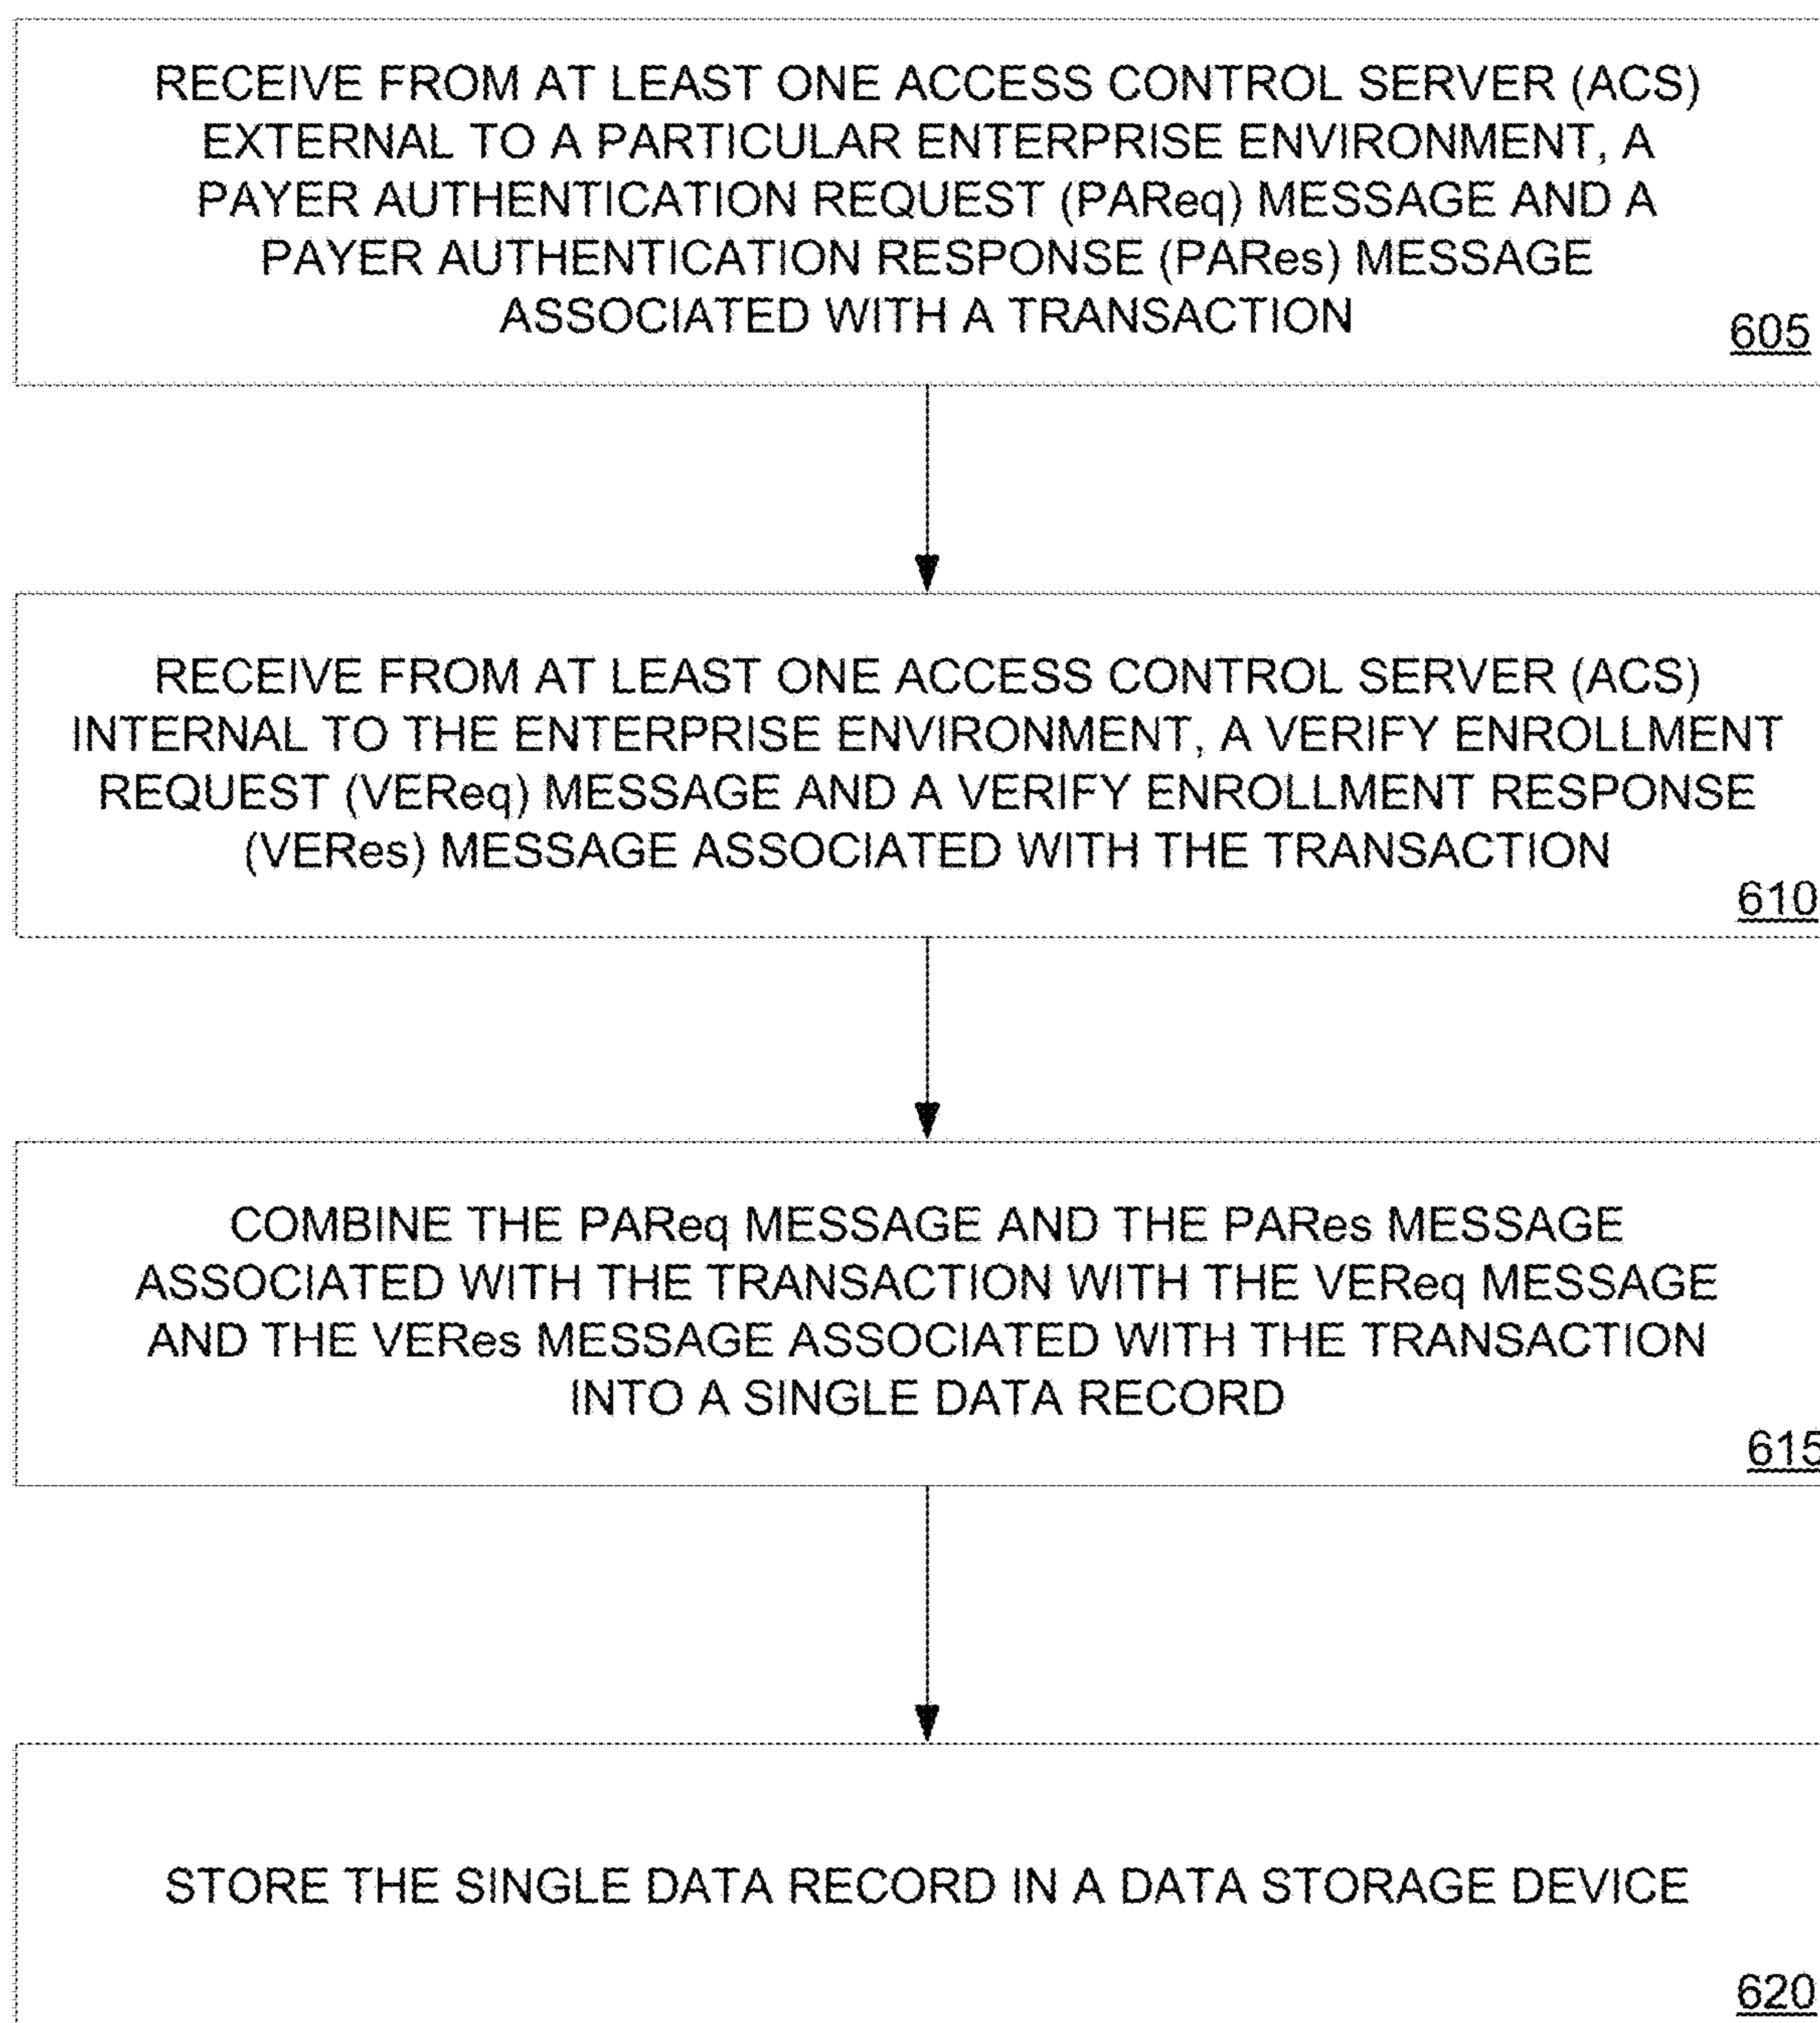 RECEIVE FROM AT LEAST ONE ACCESS CONTROL SERVER (ACS)
EXTERNAL TO A PARTICULAR ENTERPRISE ENVIRONMENT, A
PAYER AUTHENTICATION REQUEST (PAReq) MESSAGE AND A
PAYER AUTHENTICATION RESPONSE (PARes) MESSAGE
ASSOCIATED WITH A TRANSACTION
605
RECEIVE FROM AT LEAST ONE ACCESS CONTROL SERVER (ACS)
INTERNAL TO THE ENTERPRISE ENVIRONMENT, A VERIFY ENROLLMENT
REQUEST (VEReq) MESSAGE AND A VERIFY ENROLLMENT RESPONSE
(VERes) MESSAGE ASSOCIATED WITH THE TRANSACTION
610
COMBINE THE PAReq MESSAGE AND THE PARes MESSAGE
ASSOCIATED WITH THE TRANSACTION WITH THE VEReq MESSAGE
AND THE VERes MESSAGE ASSOCIATED WITH THE TRANSACTION
INTO A SINGLE DATA RECORD
615
STORE THE SINGLE DATA RECORD IN A DATA STORAGE DEVICE
620